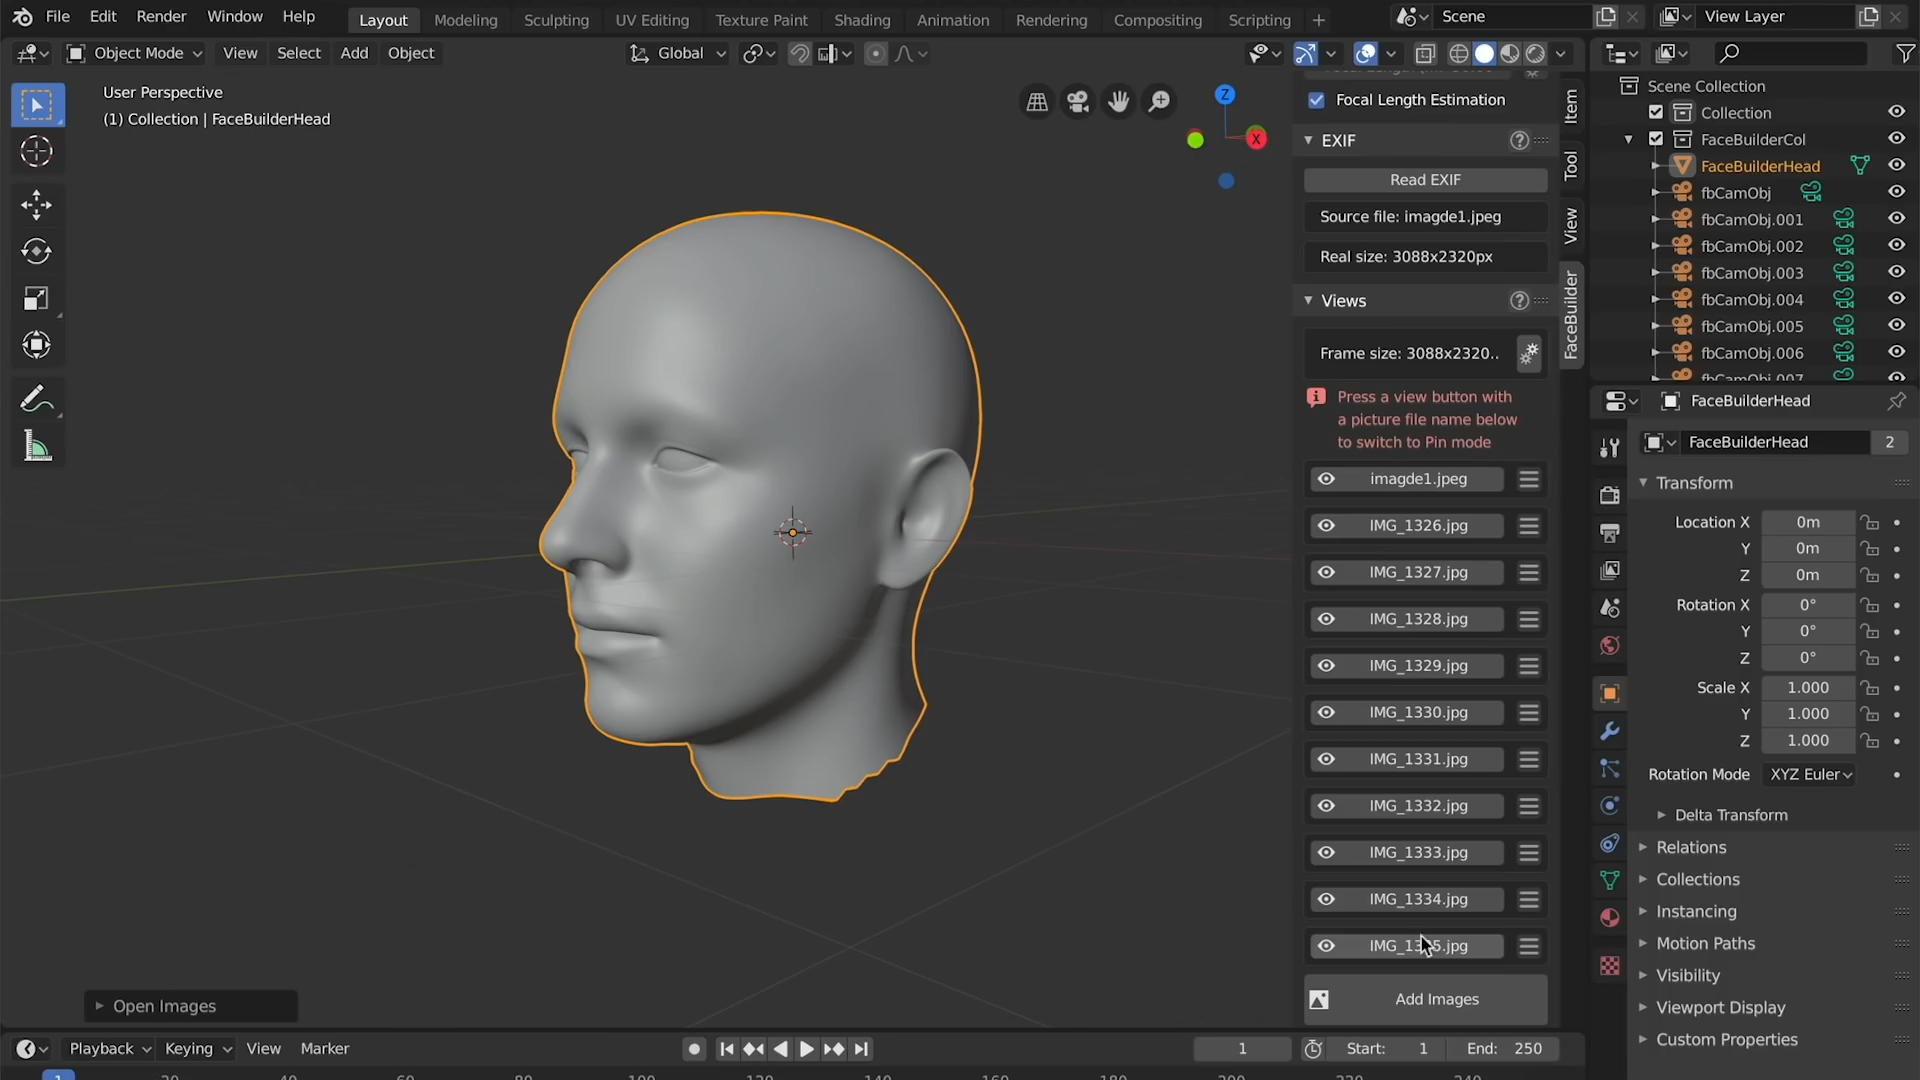 File Edit Render Window Help
Layout Modeling Sculpting UV Editing Texture Paint Shading Animation Rendering Compositing Scripting +
Scene
View Layer
Object Mode View Select Add Object
Global
User Perspective
(1) Collection | FaceBuilderHead
Z
X
Focal Length Estimation
EXIF
Read EXIF
Source file: imagde1.jpeg
Real size: 3088x2320px
Views
Frame size: 3088x2320..
Press a view button with
a picture file name below
to switch to Pin mode
imagde1.jpeg
IMG_1326.jpg
IMG_1327.jpg
IMG_1328.jpg
IMG_1329.jpg
IMG_1330.jpg
IMG_1331.jpg
IMG_1332.jpg
IMG_1333.jpg
IMG_1334.jpg
Add Images
Item
Tool
View
FaceBuilder
Scene Collection
Collection
FaceBuilderCol
FaceBuilderHead
fbCamObj
fbCamObj.001
fbCamObj.002
fbCamObj.003
fbCamObj.004
fbCamObj.005
fbCamObj.006
fbCamObj.007
FaceBuilderHead
FaceBuilderHead 2
Transform
Location X 0m
Y 0m
Z 0m
Rotation X 0°
Y 0°
Z 0°
Scale X 1.000
Y 1.000
Z 1.000
Rotation Mode XYZ Euler
Delta Transform
Relations
Collections
Instancing
Motion Paths
Visibility
Viewport Display
Custom Properties
Open Images
Playback Keying View Marker
1
Start: 1
End: 250